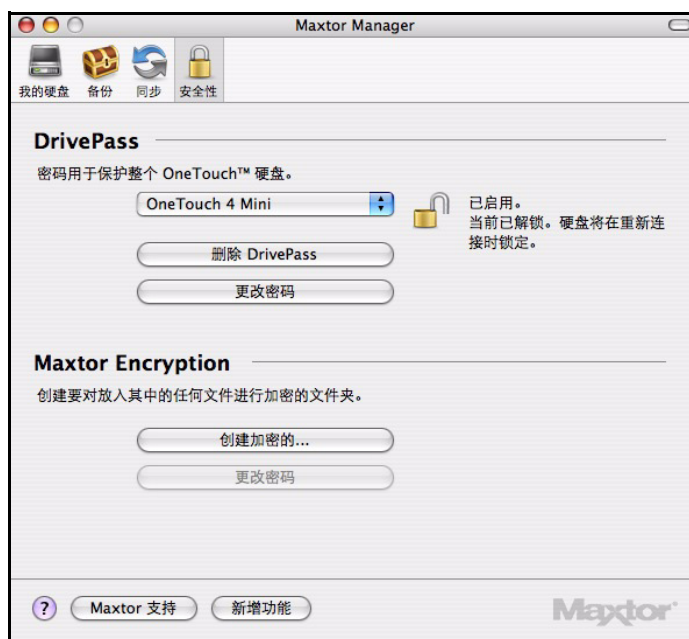 Maxtor Manager
我的硬盘 备份 同步 安全性
DrivePass
密码用于保护整个 OneTouch™ 硬盘。
OneTouch 4 Mini
已启用。
当前已解锁。硬盘将在重新连
接时锁定。
删除 DrivePass
更改密码
Maxtor Encryption
创建要对放入其中的任何文件进行加密的文件夹。
创建加密的...
更改密码
? Maxtor 支持 新增功能
Maxtor